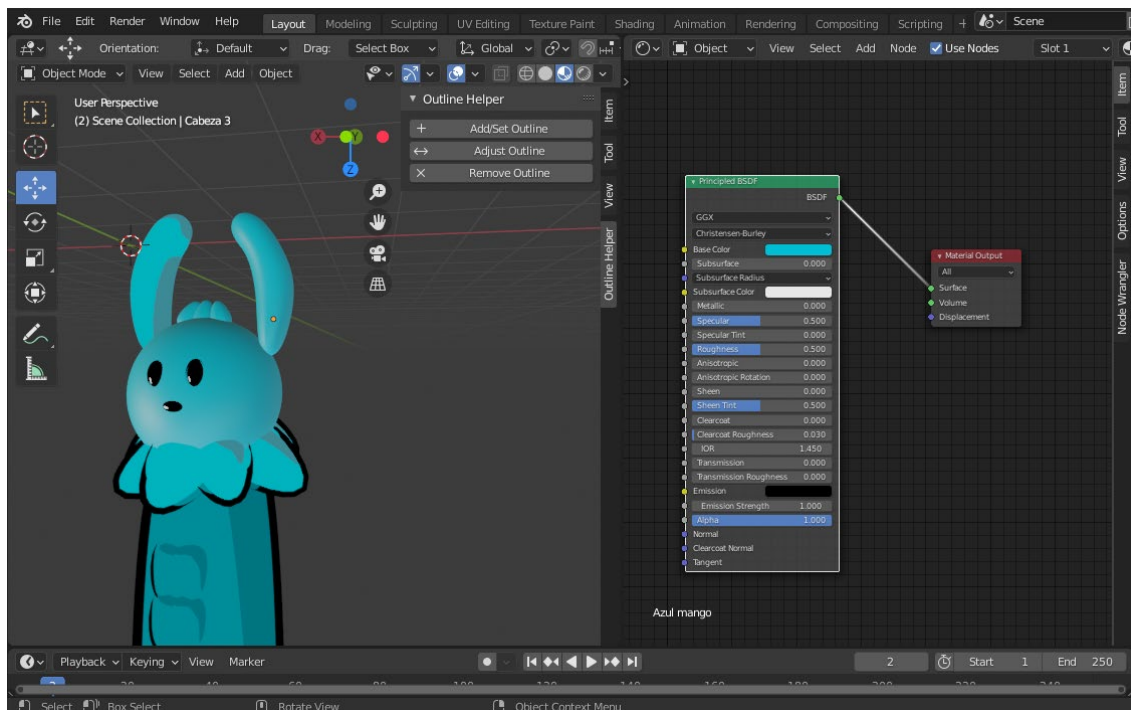 File Edit Render Window Help Layout Modeling Sculpting UV Editing Texture Paint Shading Animation Rendering Compositing Scripting + Scene
Orientation: Default Drag: Select Box Global
Object View Select Add Node Use Nodes Slot 1
Object Mode View Select Add Object
User Perspective
(2) Scene Collection | Cabeza 3
X
Y
Z
Outline Helper
Add/Set Outline
Adjust Outline
Remove Outline
Item
Tool
View
Outline Helper
Principled BSDF
BSDF
GGX
Christensen-Burley
Base Color
Subsurface 0.000
Subsurface Radius
Subsurface Color
Metallic 0.000
Specular 0.500
Specular Tint 0.000
Roughness 0.500
Anisotropic 0.000
Anisotropic Rotation 0.000
Sheen 0.000
Sheen Tint 0.500
Clearcoat 0.000
Clearcoat Roughness 0.030
IOR 1.450
Transmission 0.000
Transmission Roughness 0.000
Emission
Emission Strength 1.000
Alpha 1.000
Normal
Clearcoat Normal
Tangent
Material Output
All
Surface
Volume
Displacement
Azul mango
Item
Tool
View
Options
Node Wrangler
Playback Keying View Marker 2 Start 1 End 250
Select Box Select Rotate View Object Context Menu